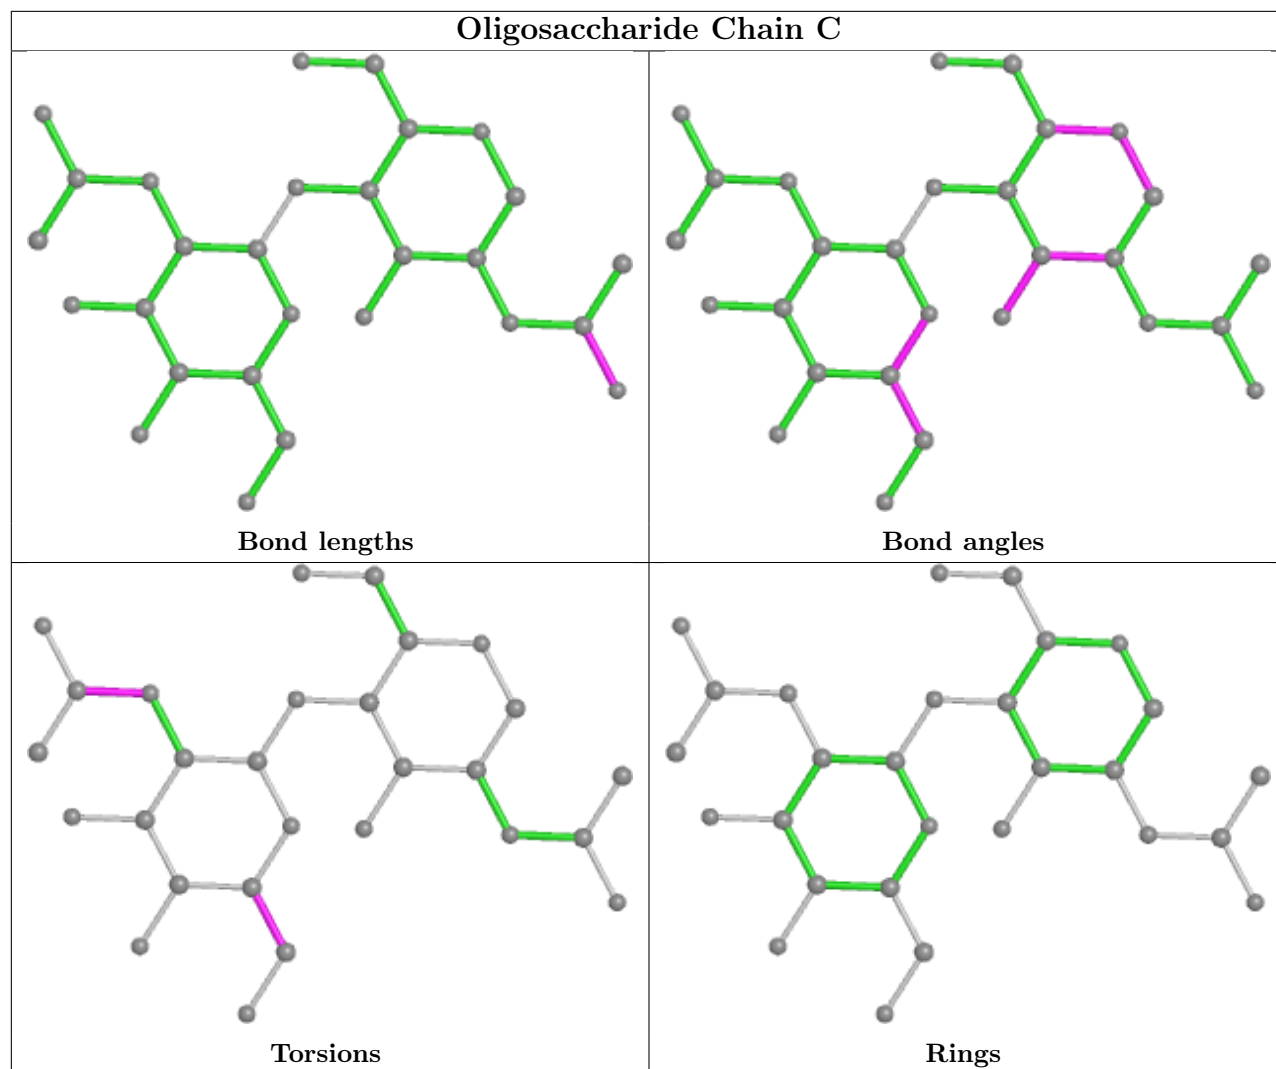 Oligosaccharide Chain C
Bond lengths
Bond angles
Torsions
Rings